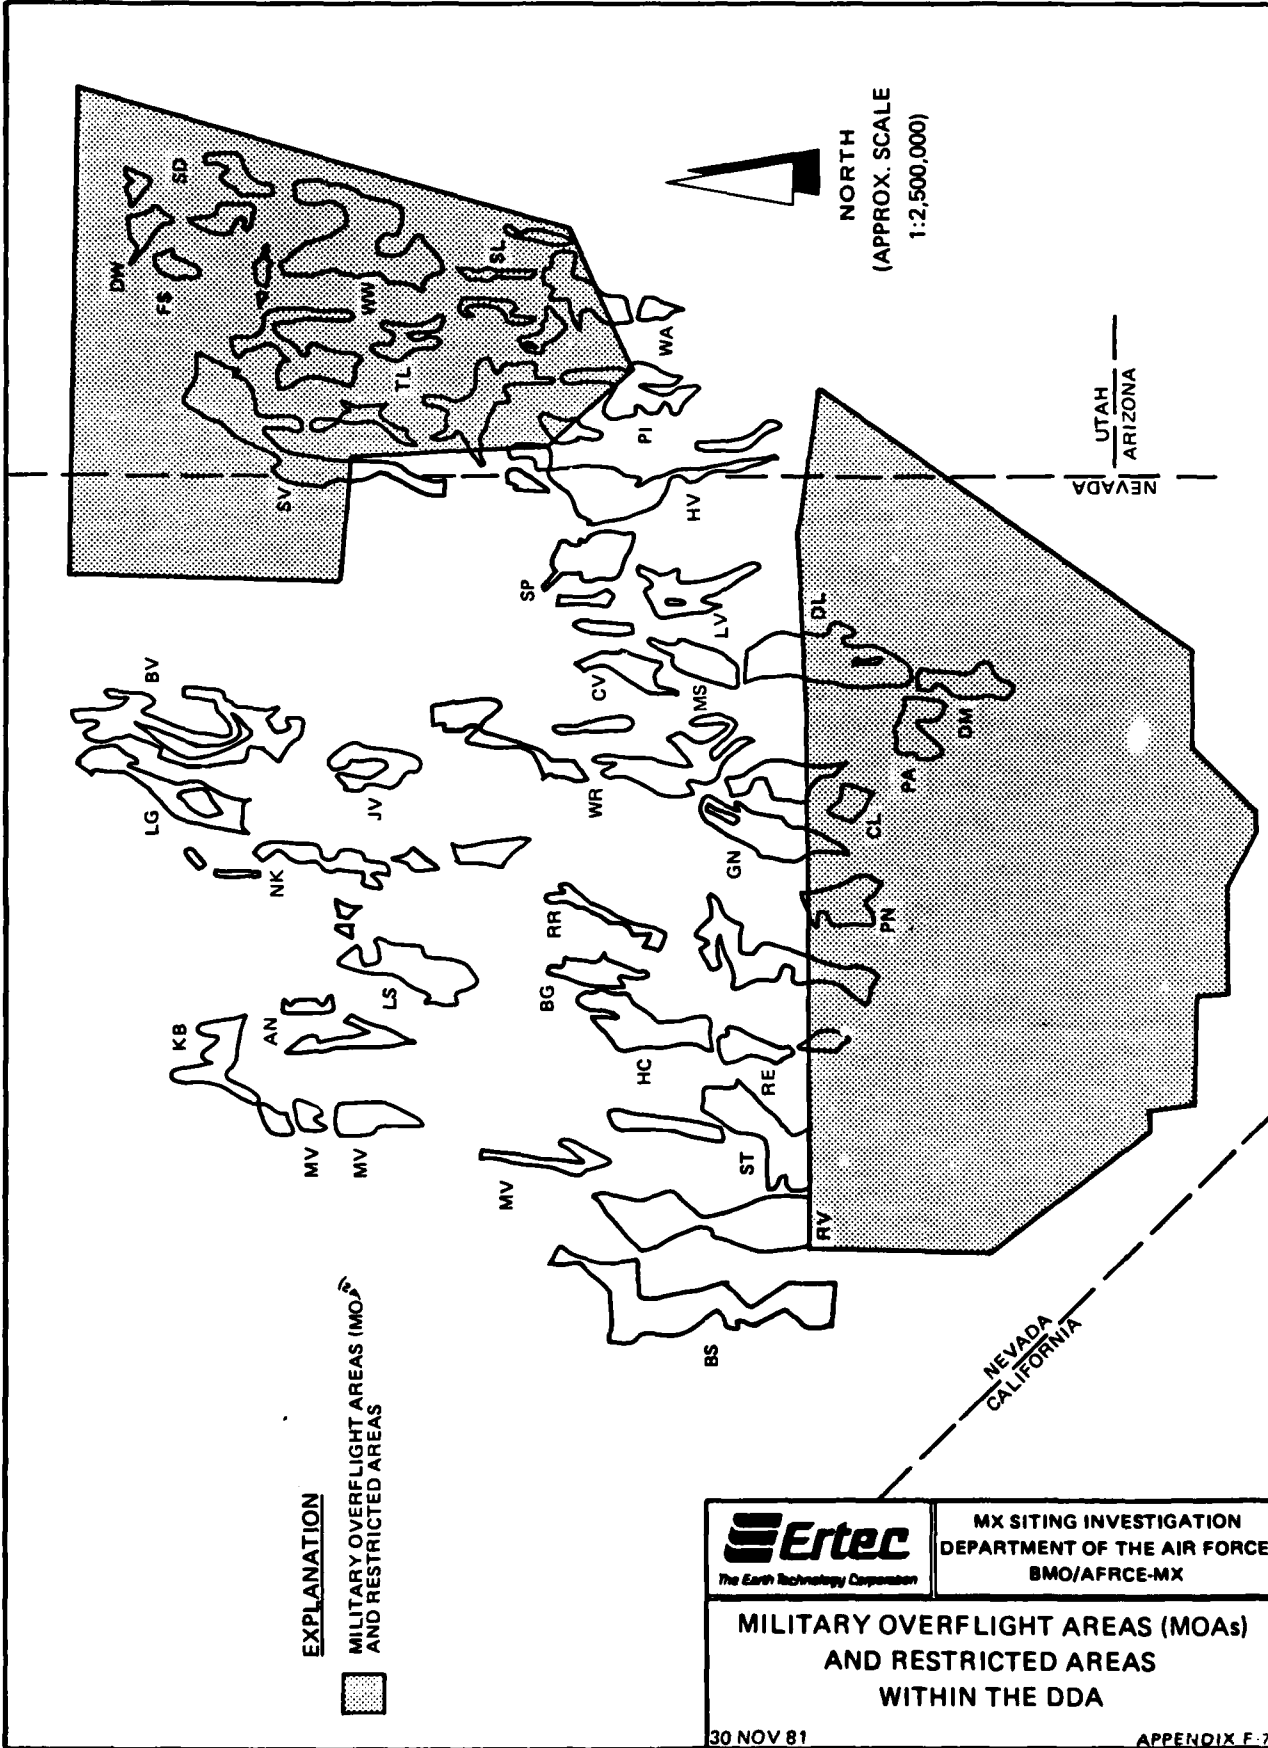 DW
SD
FS
WW
SL
TL
SV
WA
PI
HV
SP
LV
DL
CV
MS
BV
LG
JV
WR
NK
GN
CL
PA
DM
RR
PN
BG
LS
AN
KB
HC
RE
MV
MV
MV
ST
RV
BS
NORTH
(APPROX. SCALE
1:2,500,000)
UTAH
ARIZONA
NEVADA
NEVADA
CALIFORNIA
EXPLANATION
MILITARY OVERFLIGHT AREAS (MOA
AND RESTRICTED AREAS
Ertec
The Earth Technology Corporation
MX SITING INVESTIGATION
DEPARTMENT OF THE AIR FORCE
BMO/AFRCE-MX
MILITARY OVERFLIGHT AREAS (MOAs)
AND RESTRICTED AREAS
WITHIN THE DDA
30 NOV 81
APPENDIX F-7